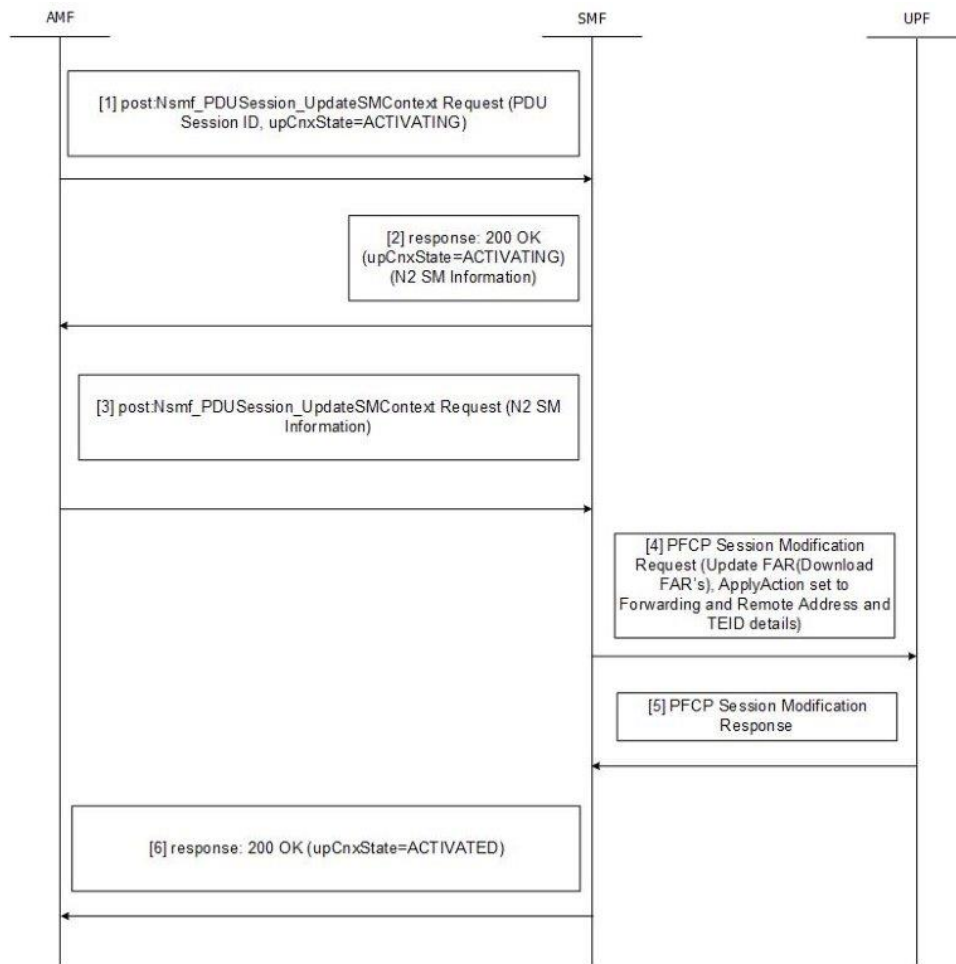 AMF
SMF
UPF
[1] post:Nsmf_PDUSession_UpdateSMContext Request (PDU
Session ID, upCnxState=ACTIVATING)
[2] response: 200 OK
(upCnxState=ACTIVATING)
(N2 SM Information)
[3] post:Nsmf_PDUSession_UpdateSMContext Request (N2 SM
Information)
[4] PFCP Session Modification
Request (Update FAR(Download
FAR's), ApplyAction set to
Forwarding and Remote Address and
TEID details)
[5] PFCP Session Modification
Response
[6] response: 200 OK (upCnxState=ACTIVATED)